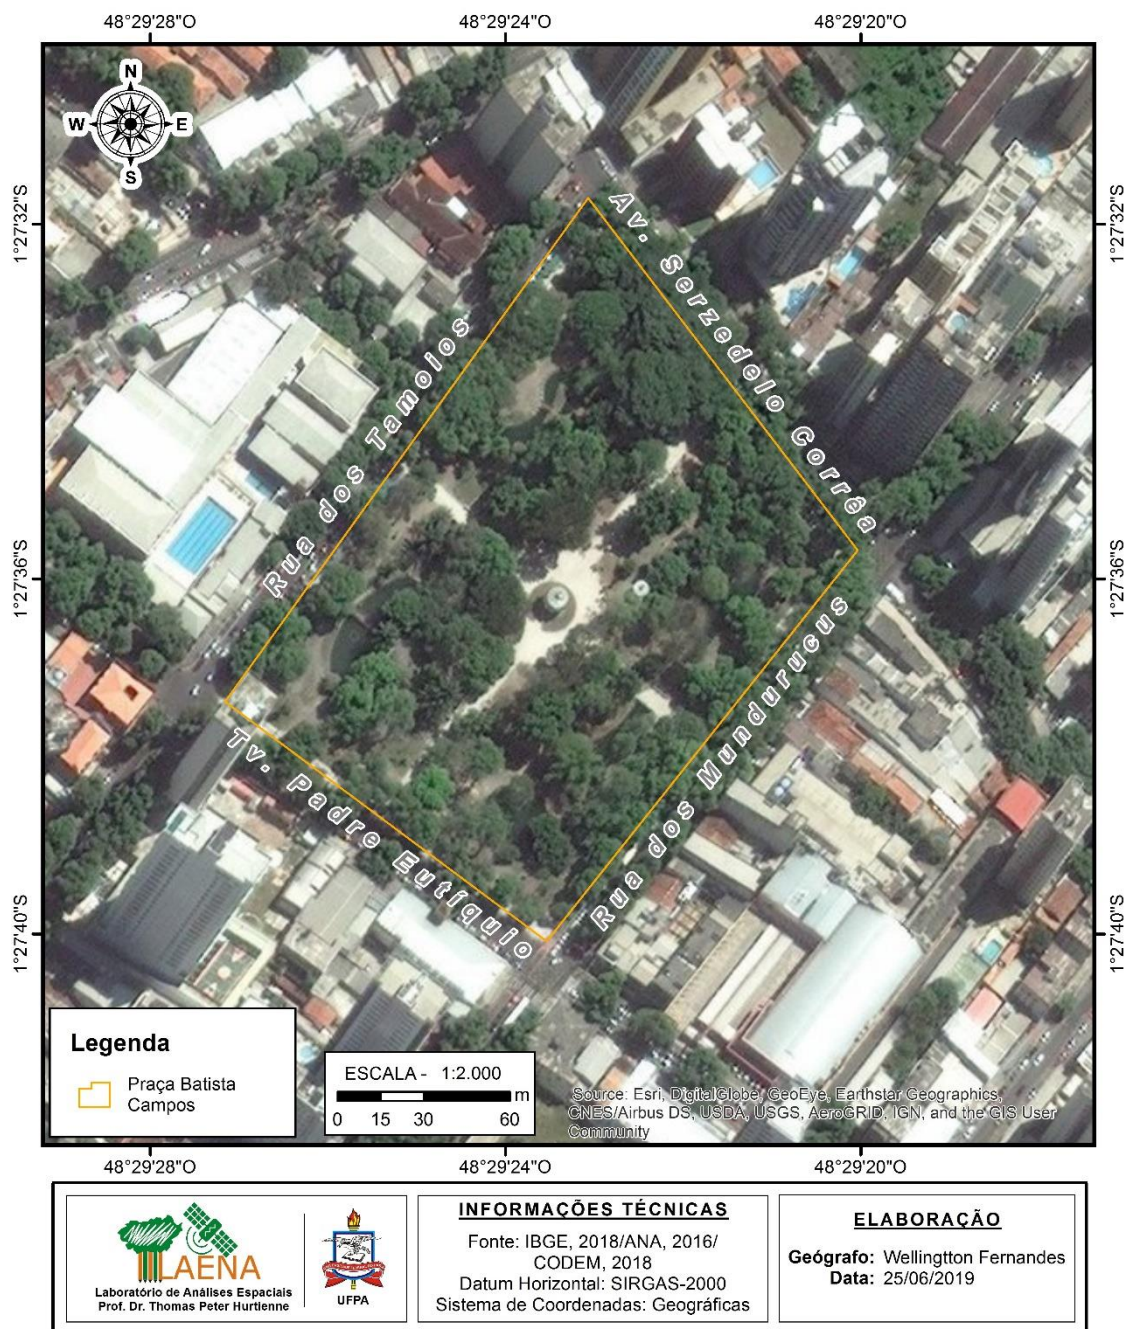 48°29'28"O
48°29'24"O
48°29'20"O
N
W
E
S
1°27'32"S
1°27'32"S
Av. Serzedelo Corrêa
Rua dos Tamoios
1°27'36"S
1°27'36"S
Rua dos Mundurucus
Tv. Padre Eutíquio
1°27'40"S
1°27'40"S
Legenda
Praça Batista
Campos
ESCALA - 1:2.000
m
0 15 30 60
Source: Esri, DigitalGlobe, GeoEye, Earthstar Geographics,
CNES/Airbus DS, USDA, USGS, AeroGRID, IGN, and the GIS User
Community
48°29'28"O
48°29'24"O
48°29'20"O
LAENA
Laboratório de Análises Espaciais
Prof. Dr. Thomas Peter Hurtienne
UFPA
INFORMAÇÕES TÉCNICAS
Fonte: IBGE, 2018/ANA, 2016/
CODEM, 2018
Datum Horizontal: SIRGAS-2000
Sistema de Coordenadas: Geográficas
ELABORAÇÃO
Geógrafo: Wellingtton Fernandes
Data: 25/06/2019